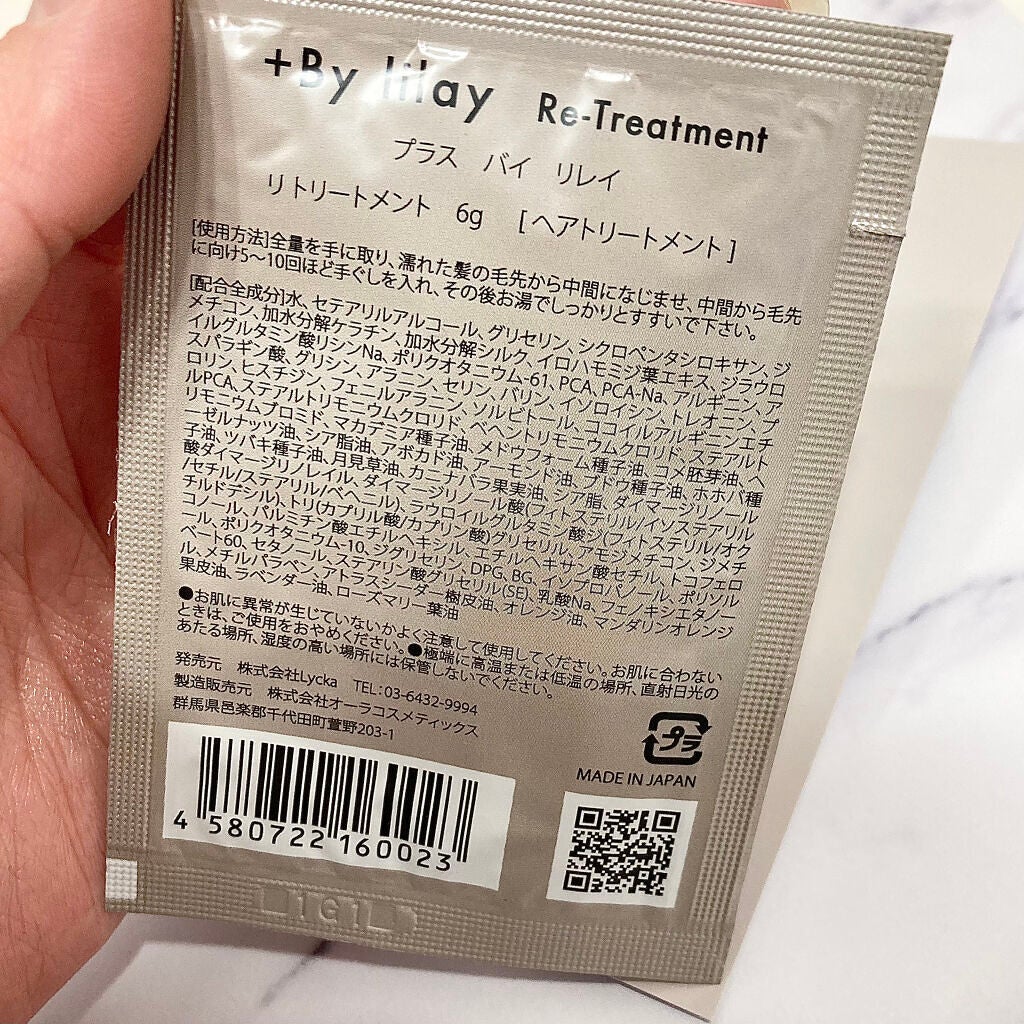 +By lilay Re-Treatment
プラス バイ リレイ
リトリートメント 6g [ヘアトリートメント]
[使用方法]全量を手に取り、濡れた髪の毛先から中間になじませ、中間から毛先
に向け5～10回ほど手ぐしを入れ、その後お湯でしっかりとすすいで下さい。
[配合全成分]水、セテアリルアルコール、グリセリン、シクロペンタシロキサン、ジ
メチコン、加水分解ケラチン、加水分解シルク、イロハモミジ葉エキス、ジラウロ
イルグルタミン酸リシンNa、ポリクオタニウム-61、PCA、PCA-Na、アルギニン、ア
スパラギン酸、グリシン、アラニン、セリン、バリン、イソロイシン、トレオニン、プ
ロリン、ヒスチジン、フェニルアラニン、ソルビトール、ココイルアルギニンエチ
ルPCA、ステアルトリモニウムクロリド、ベヘントリモニウムクロリド、ステアルト
リモニウムブロミド、マカデミア種子油、メドウフォーム種子油、コメ胚芽油、ヘ
ーゼルナッツ油、シア脂油、アボカド油、アーモンド油、ブドウ種子油、ホホバ種
子油、ツバキ種子油、月見草油、カニナバラ果実油、シア脂、ダイマージリノール
酸ダイマージリノレイル、ダイマージリノール酸(フィトステリル/イソステアリル
/セチル/ステアリル/ベヘニル)、ラウロイルグルタミン酸ジ(フィトステリル/オク
チルドデシル)、トリ(カプリル酸/カプリン酸)グリセリル、アモジメチコン、ジメチ
コノール、パルミチン酸エチルヘキシル、エチルヘキサン酸セチル、トコフェロ
ール、ポリクオタニウム-10、ジグリセリン、DPG、BG、イソプロパノール、ポリソル
ベート60、セタノール、ステアリン酸グリセリル(SE)、乳酸Na、フェノキシエタノー
ル、メチルパラベン、アトラスシーダー樹皮油、オレンジ油、マンダリンオレンジ
果皮油、ラベンダー油、ローズマリー葉油
●お肌に異常が生じていないかよく注意して使用してください。お肌に合わない
ときは、ご使用をおやめください。●極端に高温または低温の場所、直射日光の
あたる場所、湿度の高い場所には保管しないでください。
発売元 株式会社Lycka TEL：03-6432-9994
製造販売元 株式会社オーラコスメティックス
群馬県邑楽郡千代田町萱野203-1
プラ
MADE IN JAPAN
4 580722 160023